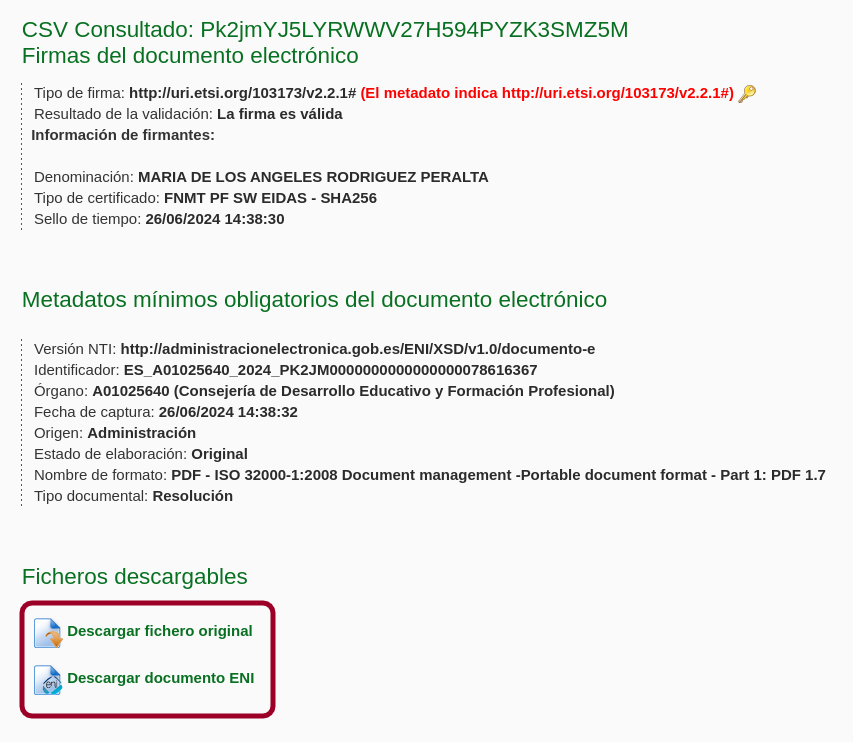 CSV Consultado: Pk2jmYJ5LYRWWV27H594PYZK3SMZ5M
Firmas del documento electrónico
Tipo de firma: http://uri.etsi.org/103173/v2.2.1# (El metadato indica http://uri.etsi.org/103173/v2.2.1#)
Resultado de la validación: La firma es válida
Información de firmantes:
Denominación: MARIA DE LOS ANGELES RODRIGUEZ PERALTA
Tipo de certificado: FNMT PF SW EIDAS - SHA256
Sello de tiempo: 26/06/2024 14:38:30
Metadatos mínimos obligatorios del documento electrónico
Versión NTI: http://administracionelectronica.gob.es/ENI/XSD/v1.0/documento-e
Identificador: ES_A01025640_2024_PK2JM0000000000000000078616367
Órgano: A01025640 (Consejería de Desarrollo Educativo y Formación Profesional)
Fecha de captura: 26/06/2024 14:38:32
Origen: Administración
Estado de elaboración: Original
Nombre de formato: PDF - ISO 32000-1:2008 Document management -Portable document format - Part 1: PDF 1.7
Tipo documental: Resolución
Ficheros descargables
Descargar fichero original
eni Descargar documento ENI